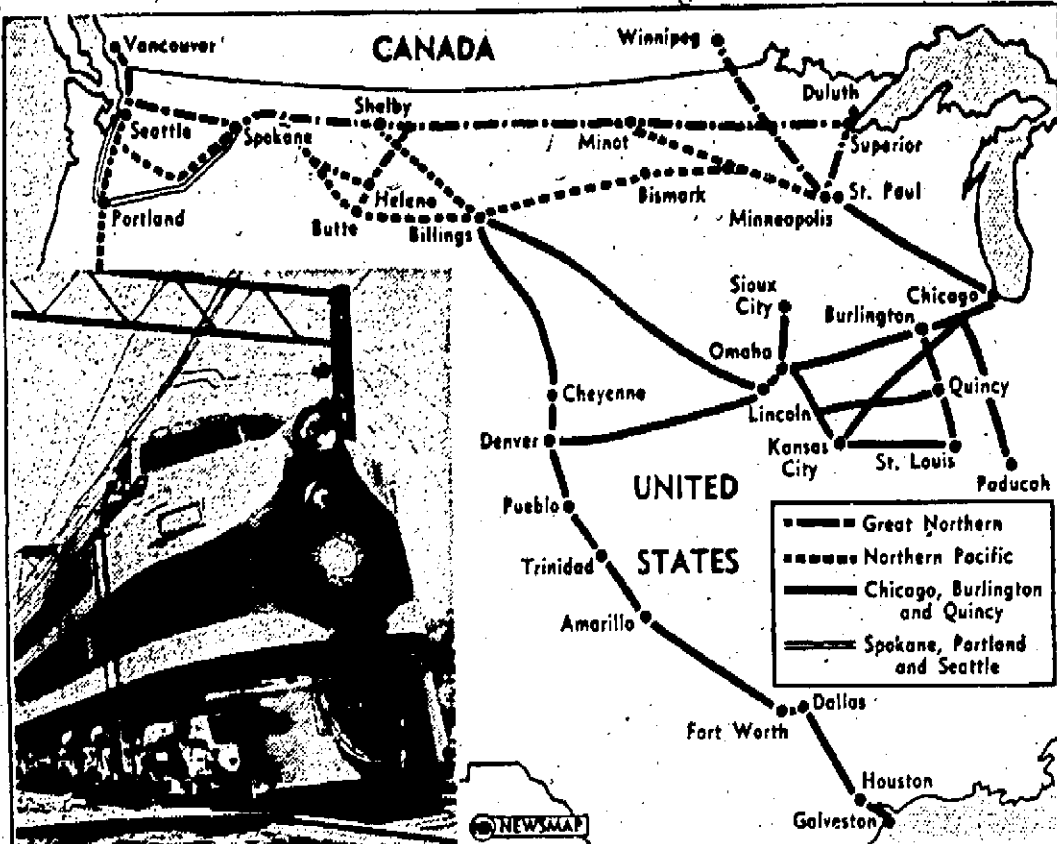 CANADA
Vancouver
Winnipeg
Duluth
Seattle
Spokane
Shelby
Minot
Superior
Portland
Helena
Butte
Billings
Bismark
Minneapolis
St. Paul
Sioux
City
Chicago
Burlington
Omaha
Cheyenne
Lincoln
Quincy
Denver
Kansas
City
St. Louis
Paducah
Pueblo
UNITED
STATES
Trinidad
Amarillo
Fort Worth
Dallas
Houston
Galveston
Great Northern
Northern Pacific
Chicago, Burlington
and Quincy
Spokane, Portland
and Seattle
NEWSMAP